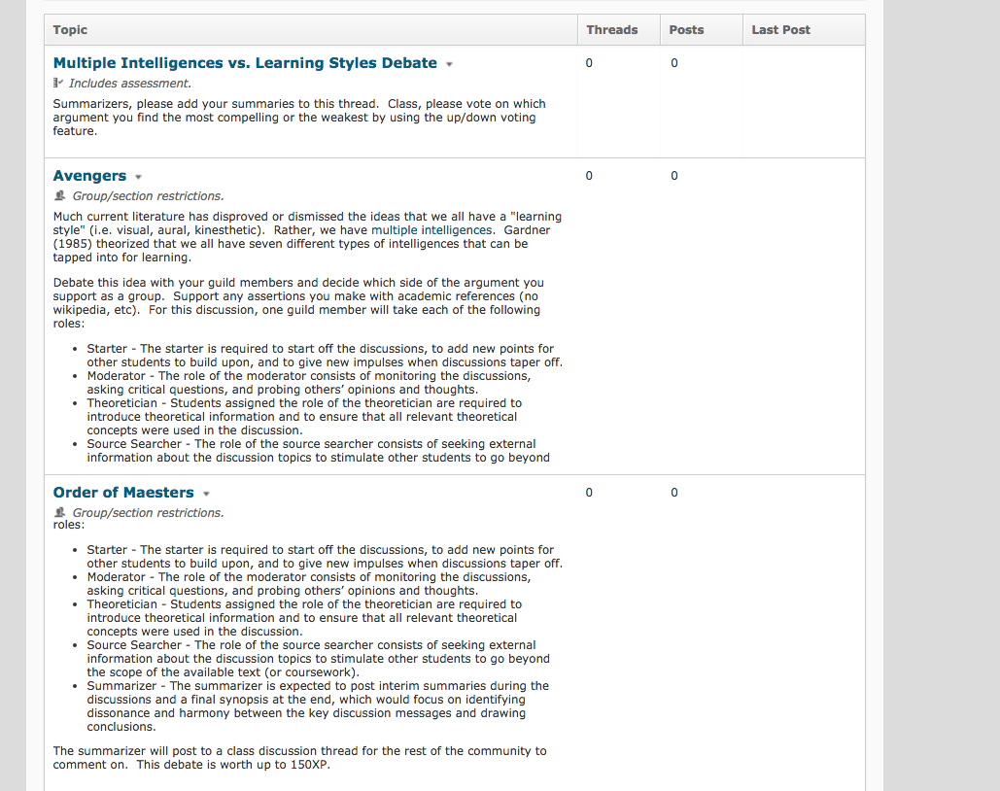 Topic Threads Posts Last Post
Multiple Intelligences vs. Learning Styles Debate 0 0
Includes assessment.
Summarizers, please add your summaries to this thread.  Class, please vote on which
argument you find the most compelling or the weakest by using the up/down voting
feature.
Avengers 0 0
Group/section restrictions.
Much current literature has disproved or dismissed the ideas that we all have a "learning
style" (i.e. visual, aural, kinesthetic).  Rather, we have multiple intelligences.  Gardner
(1985) theorized that we all have seven different types of intelligences that can be
tapped into for learning.
Debate this idea with your guild members and decide which side of the argument you
support as a group.  Support any assertions you make with academic references (no
wikipedia, etc).  For this discussion, one guild member will take each of the following
roles:
• Starter - The starter is required to start off the discussions, to add new points for
other students to build upon, and to give new impulses when discussions taper off.
• Moderator - The role of the moderator consists of monitoring the discussions,
asking critical questions, and probing others’ opinions and thoughts.
• Theoretician - Students assigned the role of the theoretician are required to
introduce theoretical information and to ensure that all relevant theoretical
concepts were used in the discussion.
• Source Searcher - The role of the source searcher consists of seeking external
information about the discussion topics to stimulate other students to go beyond
Order of Maesters 0 0
Group/section restrictions.
roles:
• Starter - The starter is required to start off the discussions, to add new points for
other students to build upon, and to give new impulses when discussions taper off.
• Moderator - The role of the moderator consists of monitoring the discussions,
asking critical questions, and probing others’ opinions and thoughts.
• Theoretician - Students assigned the role of the theoretician are required to
introduce theoretical information and to ensure that all relevant theoretical
concepts were used in the discussion.
• Source Searcher - The role of the source searcher consists of seeking external
information about the discussion topics to stimulate other students to go beyond
the scope of the available text (or coursework).
• Summarizer - The summarizer is expected to post interim summaries during the
discussions and a final synopsis at the end, which would focus on identifying
dissonance and harmony between the key discussion messages and drawing
conclusions.
The summarizer will post to a class discussion thread for the rest of the community to
comment on.  This debate is worth up to 150XP.